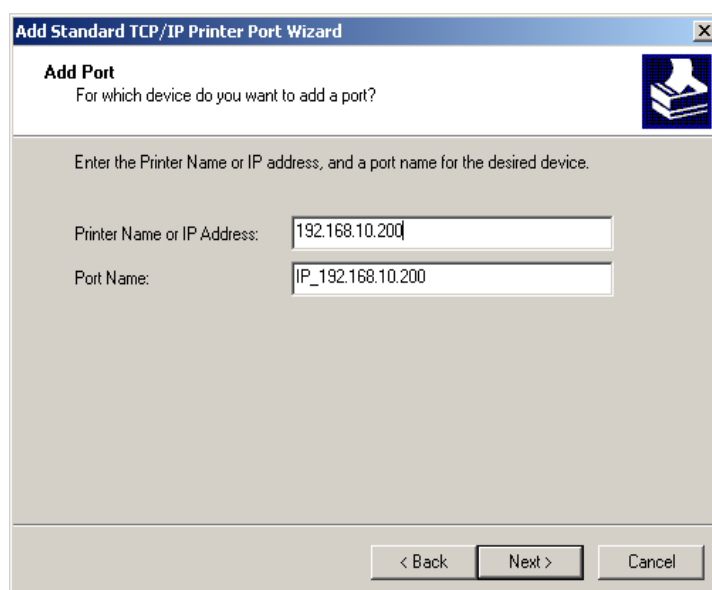 Add Standard TCP/IP Printer Port Wizard
Add Port
For which device do you want to add a port?
Enter the Printer Name or IP address, and a port name for the desired device.
Printer Name or IP Address: 192.168.10.200
Port Name: IP_192.168.10.200
< Back Next > Cancel